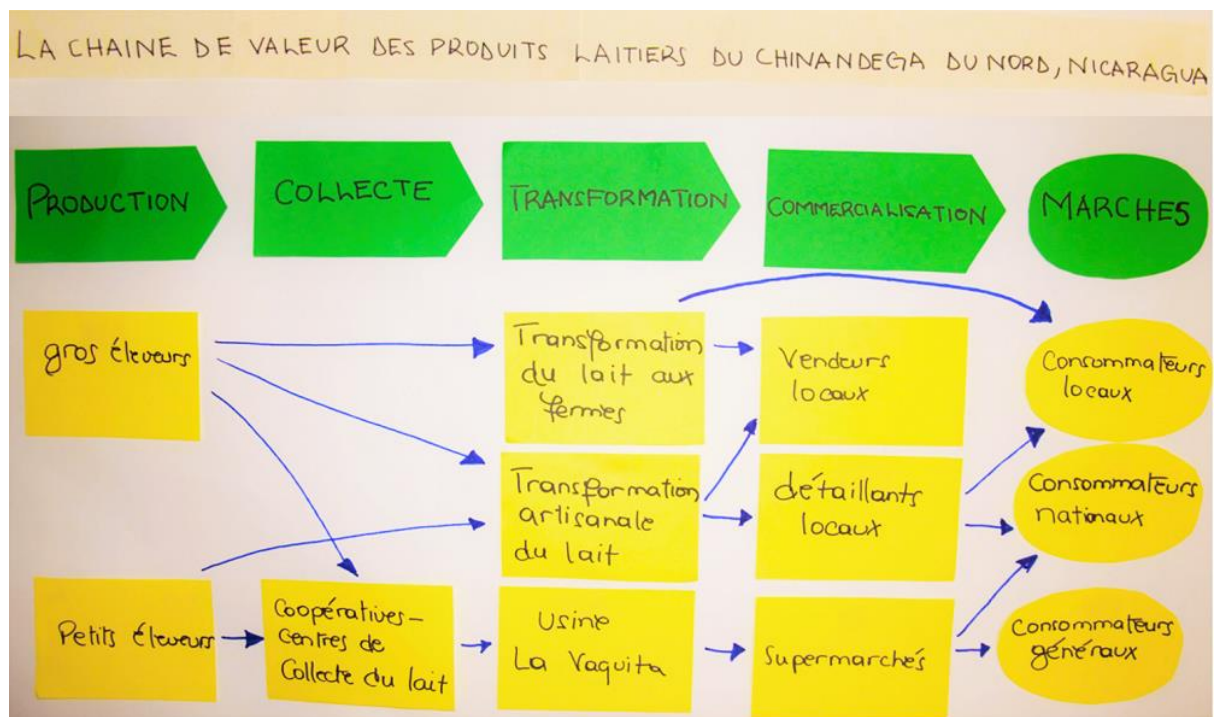 LA CHAINE DE VALEUR DES PRODUITS LAITIERS DU CHINANDEGA DU NORD, NICARAGUA
PRODUCTION
COLLECTE
TRANSFORMATION
COMMERCIALISATION
MARCHES
gros éleveurs
Transformation
du lait aux
fermes
Vendeurs
locaux
Consommateurs
locaux
Transformation
artisanale
du lait
détaillants
locaux
Consommateurs
nationaux
Petits éleveurs
Coopératives-
centres de
Collecte du lait
Usine
La Vaquita
Supermarchés
Consommateurs
généraux